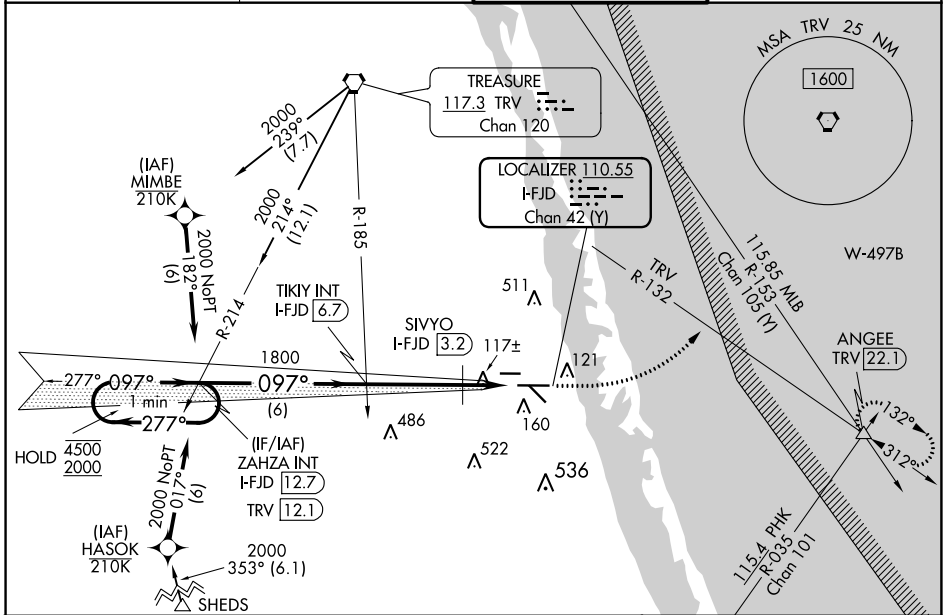 MSA TRV 25 NM
1600
TREASURE
117.3 TRV
Chan 120
LOCALIZER 110.55
I-FJD
Chan 42 (Y)
2000
239°
(7.7)
2000
214°
(12.1)
R-214
R-185
(IAF)
MIMBE
210K
2000 NoPT
182°
(6)
TIKIY INT
I-FJD 6.7
SIVYO
I-FJD 3.2
117±
511
121
160
486
522
536
TRV
R-132
115.85 MLB
R-153
Chan 105 (Y)
W-497B
ANGEE
TRV 22.1
132°
312°
115.4 PHK
R-035
Chan 101
1800
277°
097°
097°
(6)
1 min
277°
HOLD
4500
2000
(IF/IAF)
ZAHZA INT
I-FJD 12.7
TRV 12.1
2000 NoPT
017°
(6)
(IAF)
HASOK
210K
2000
353° (6.1)
SHEDS